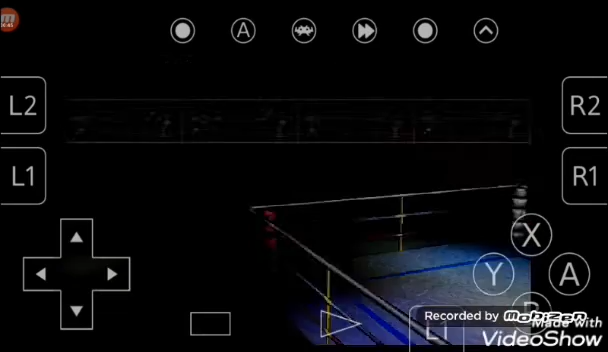 A
L2
R2
L1
R1
X
Y
A
B
L1
Recorded by MOBIZEN
Made With
VideoShow